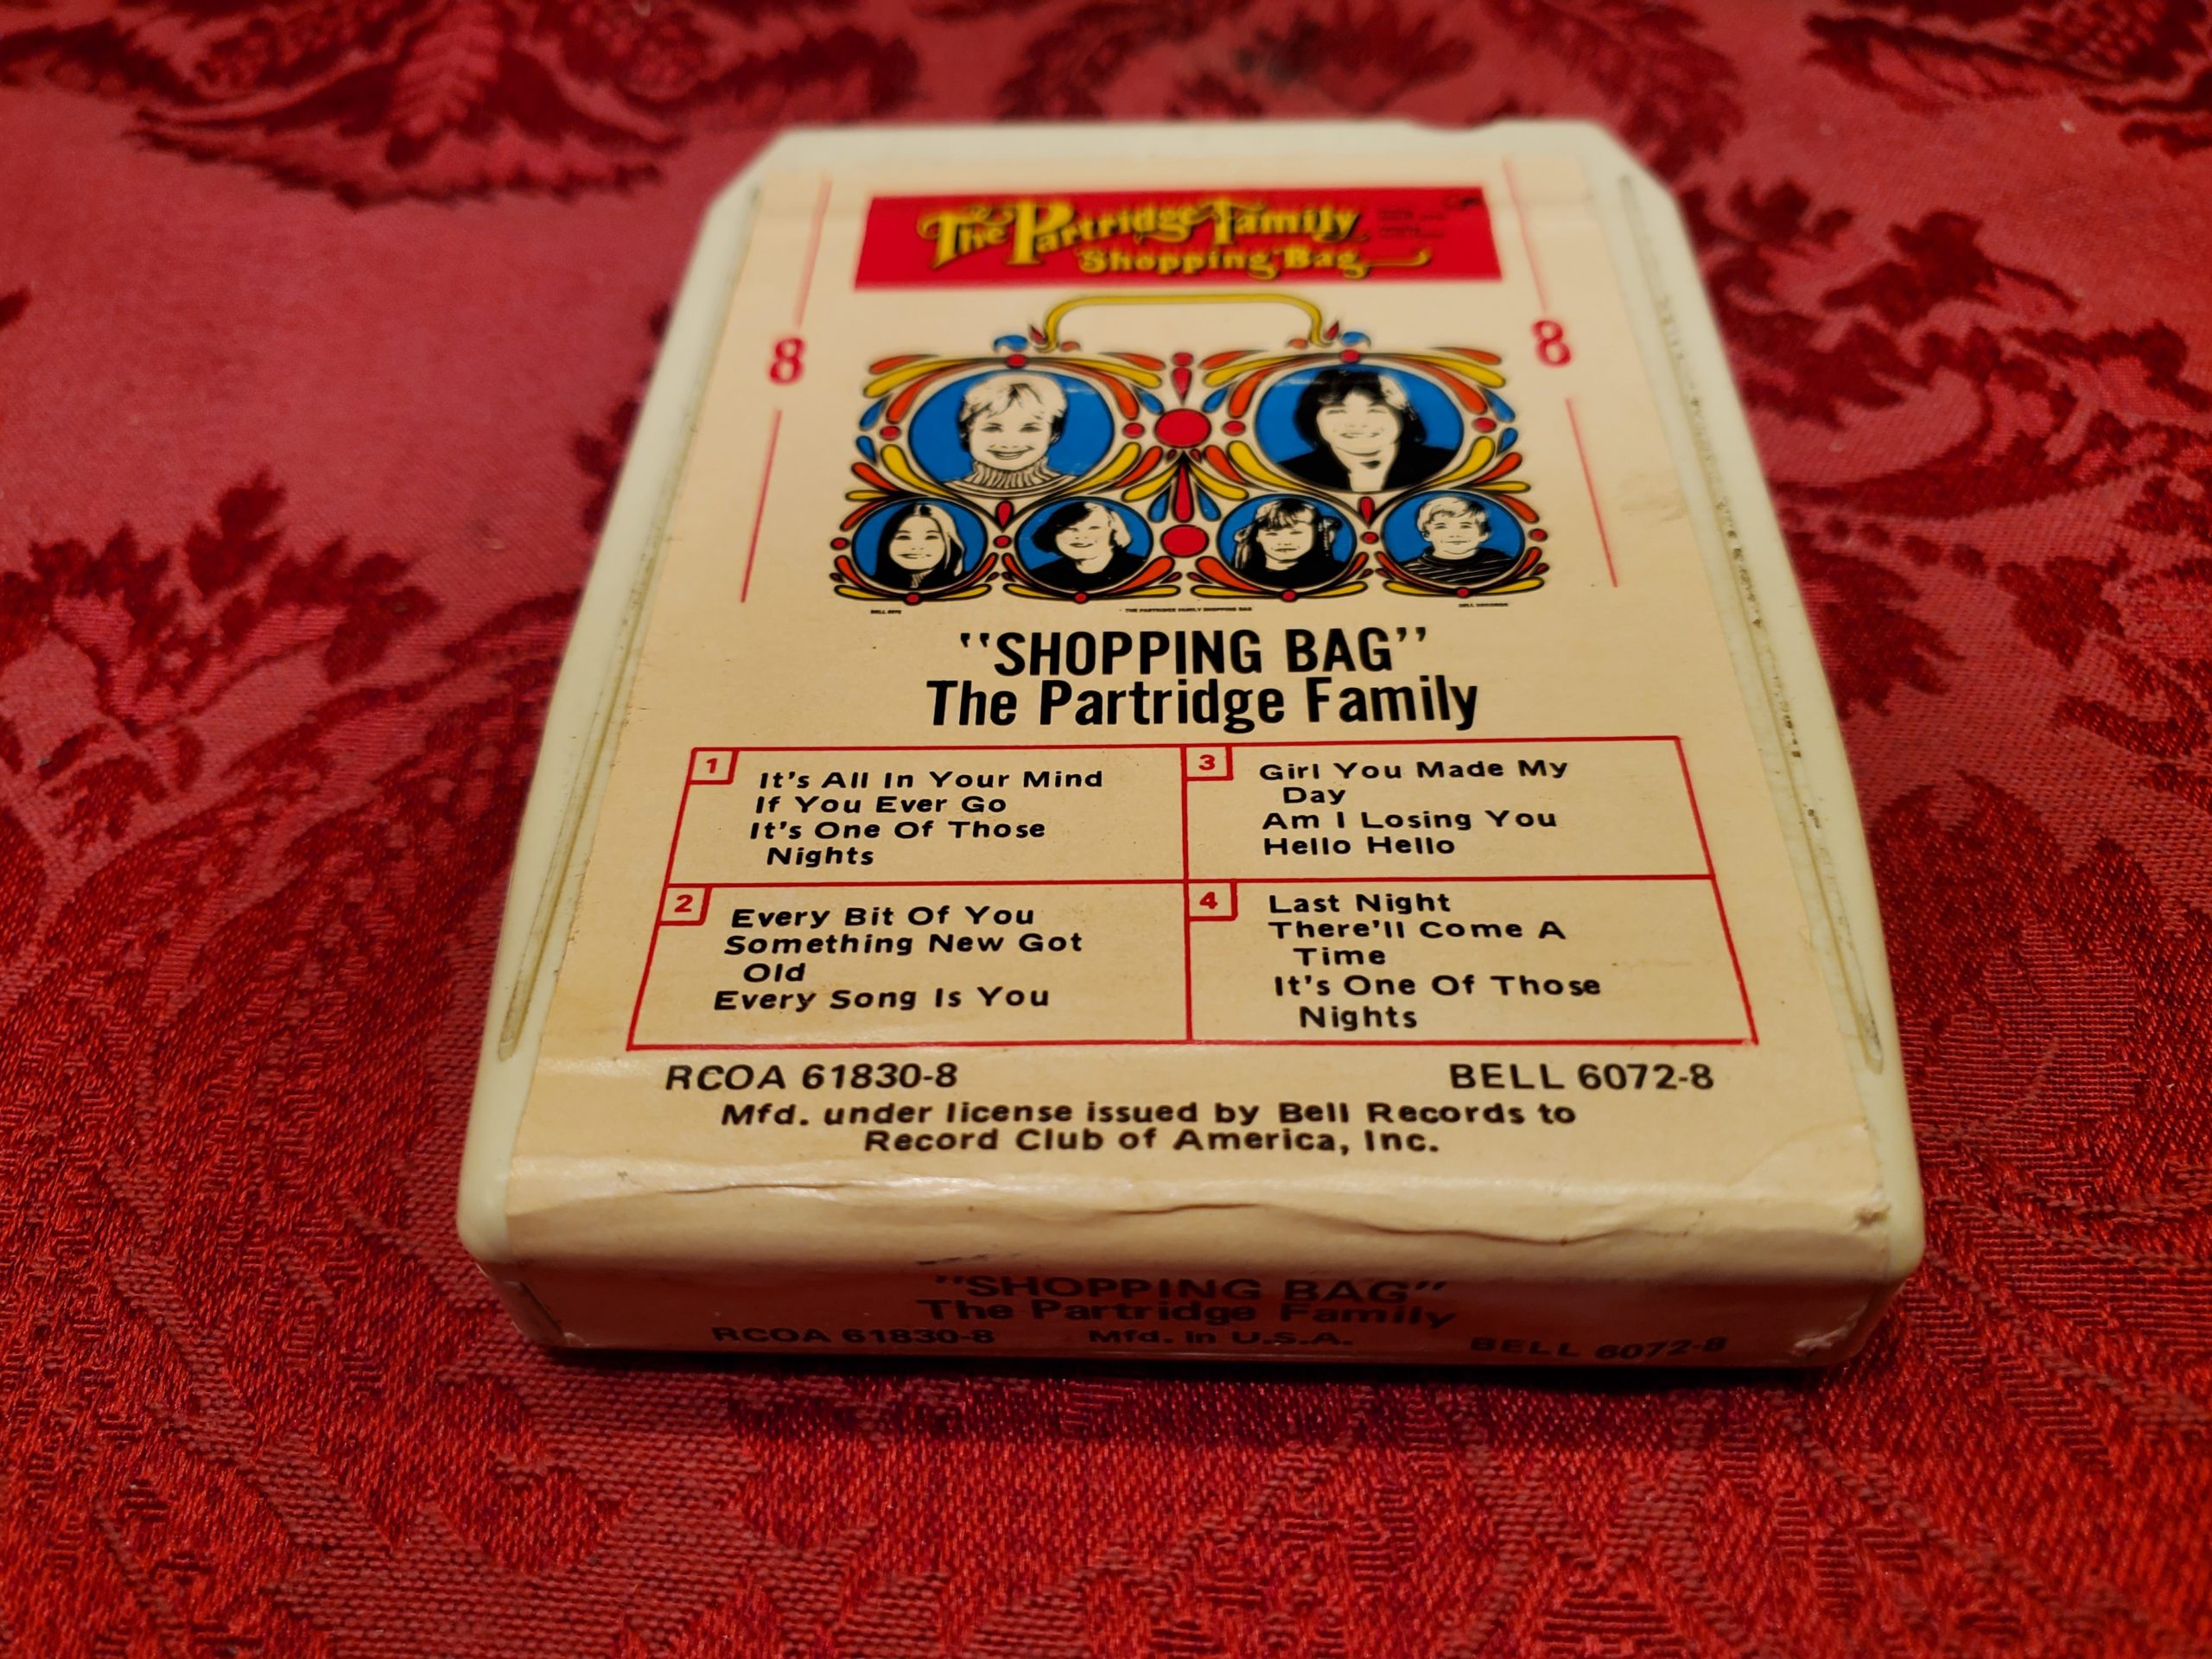 The Partridge Family
Shopping Bag
8
8
THE PARTRIDGE FAMILY SHOPPING BAG
"SHOPPING BAG"
The Partridge Family
1
It's All In Your Mind
If You Ever Go
It's One Of Those
Nights
2
Every Bit Of You
Something New Got
Old
Every Song Is You
3
Girl You Made My
Day
Am I Losing You
Hello Hello
4
Last Night
There'll Come A
Time
It's One Of Those
Nights
RCOA 61830-8 BELL 6072-8
Mfd. under license issued by Bell Records to
Record Club of America, Inc.
"SHOPPING BAG"
The Partridge Family
RCOA 61830-8 Mfd. in U.S.A. BELL 6072-8